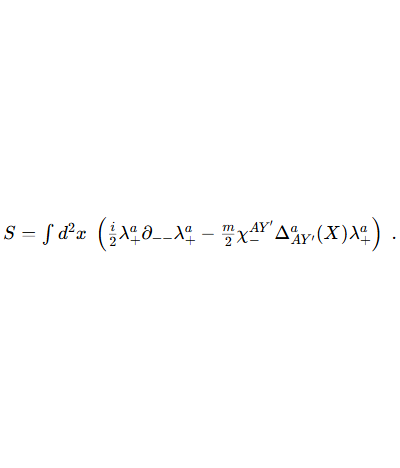 S = ∫ d²x ( i/2 λ₊ᵃ ∂₋₋ λ₊ᵃ − m/2 χ₋^{AY′} Δᵃ_{AY′}(X) λ₊ᵃ ) .